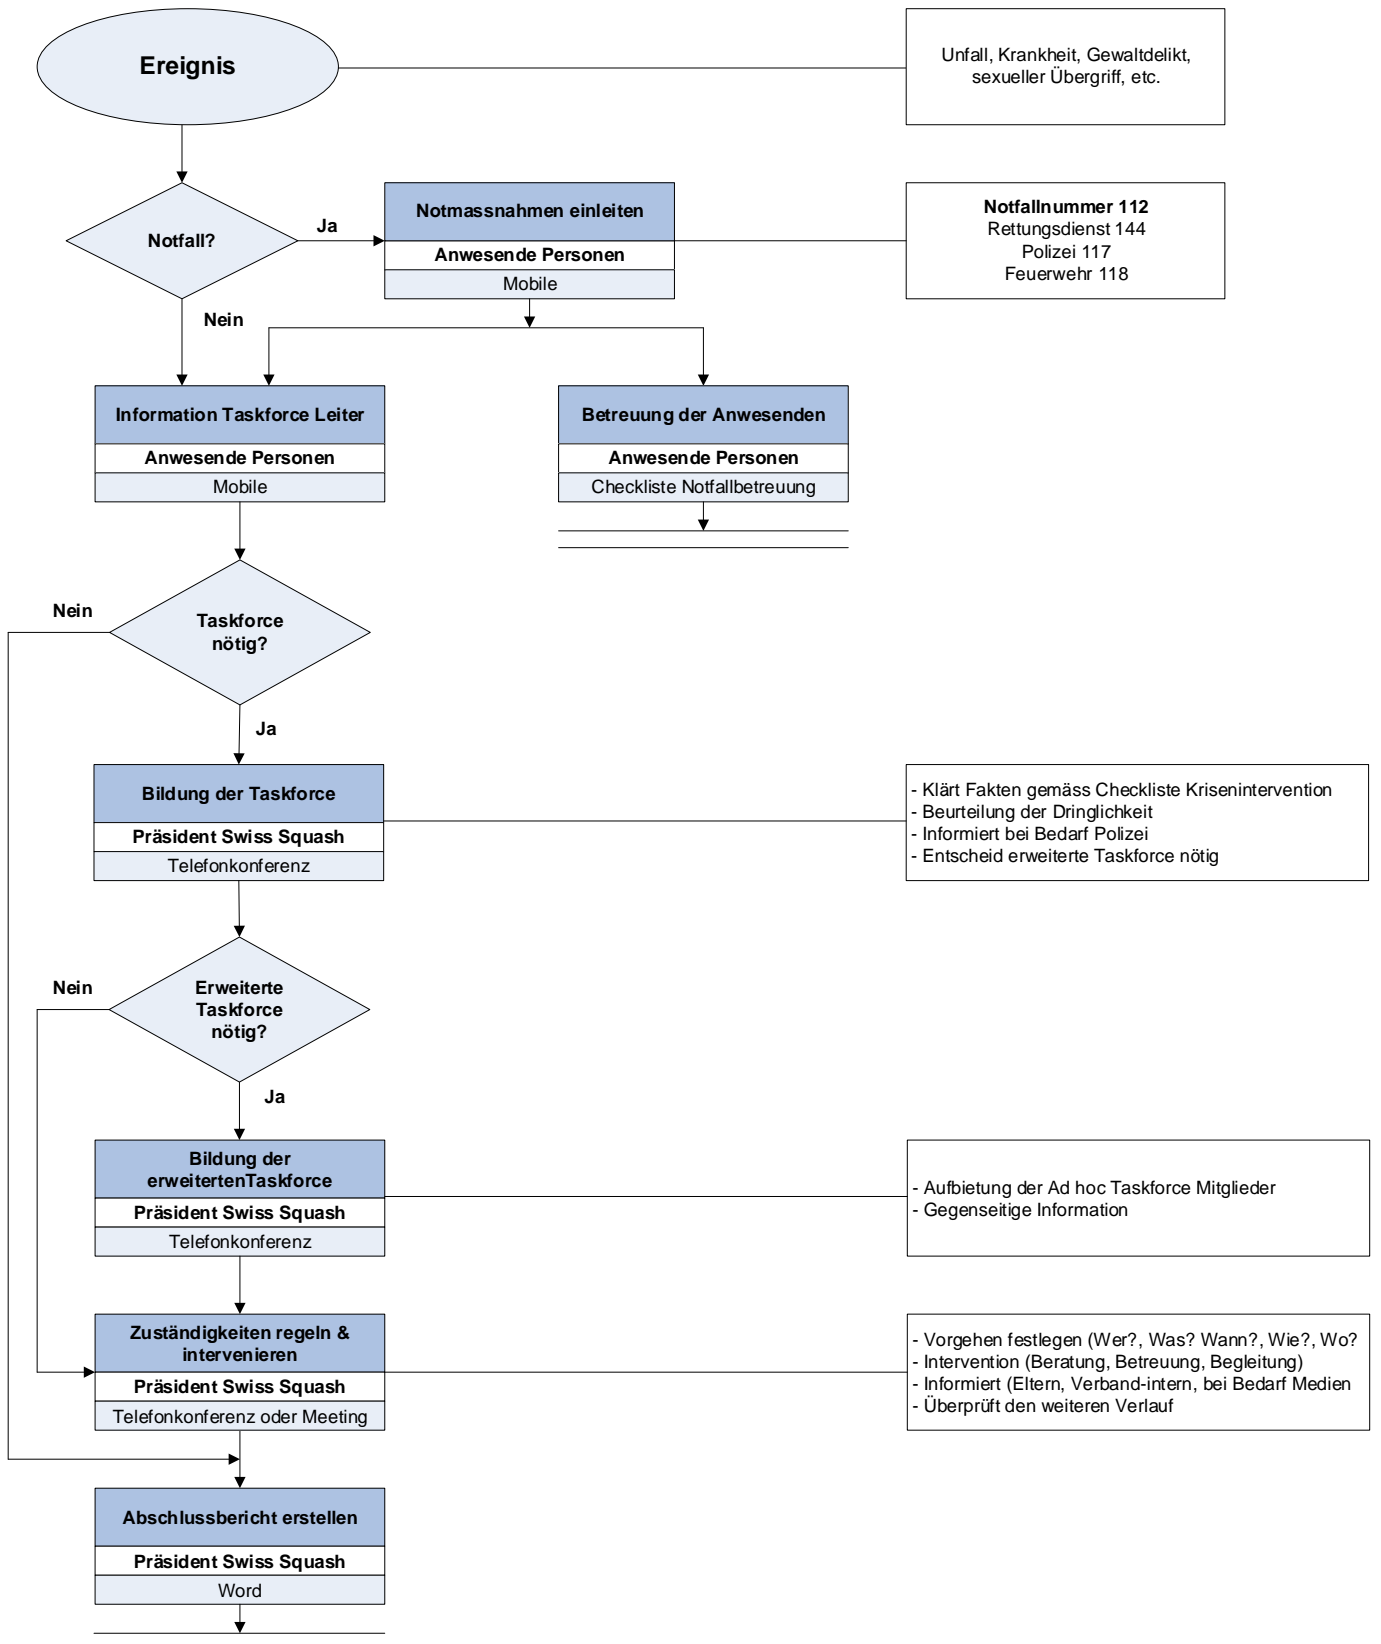 Ereignis
Unfall, Krankheit, Gewaltdelikt,
sexueller Übergriff, etc.
Notfall?
Ja
Notmassnahmen einleiten
Anwesende Personen
Mobile
Notfallnummer 112
Rettungsdienst 144
Polizei 117
Feuerwehr 118
Nein
Information Taskforce Leiter
Anwesende Personen
Mobile
Betreuung der Anwesenden
Anwesende Personen
Checkliste Notfallbetreuung
Nein
Taskforce
nötig?
Ja
Bildung der Taskforce
Präsident Swiss Squash
Telefonkonferenz
- Klärt Fakten gemäss Checkliste Krisenintervention
- Beurteilung der Dringlichkeit
- Informiert bei Bedarf Polizei
- Entscheid erweiterte Taskforce nötig
Nein
Erweiterte
Taskforce
nötig?
Ja
Bildung der
erweitertenTaskforce
Präsident Swiss Squash
Telefonkonferenz
- Aufbietung der Ad hoc Taskforce Mitglieder
- Gegenseitige Information
Zuständigkeiten regeln &
intervenieren
Präsident Swiss Squash
Telefonkonferenz oder Meeting
- Vorgehen festlegen (Wer?, Was? Wann?, Wie?, Wo?
- Intervention (Beratung, Betreuung, Begleitung)
- Informiert (Eltern, Verband-intern, bei Bedarf Medien
- Überprüft den weiteren Verlauf
Abschlussbericht erstellen
Präsident Swiss Squash
Word